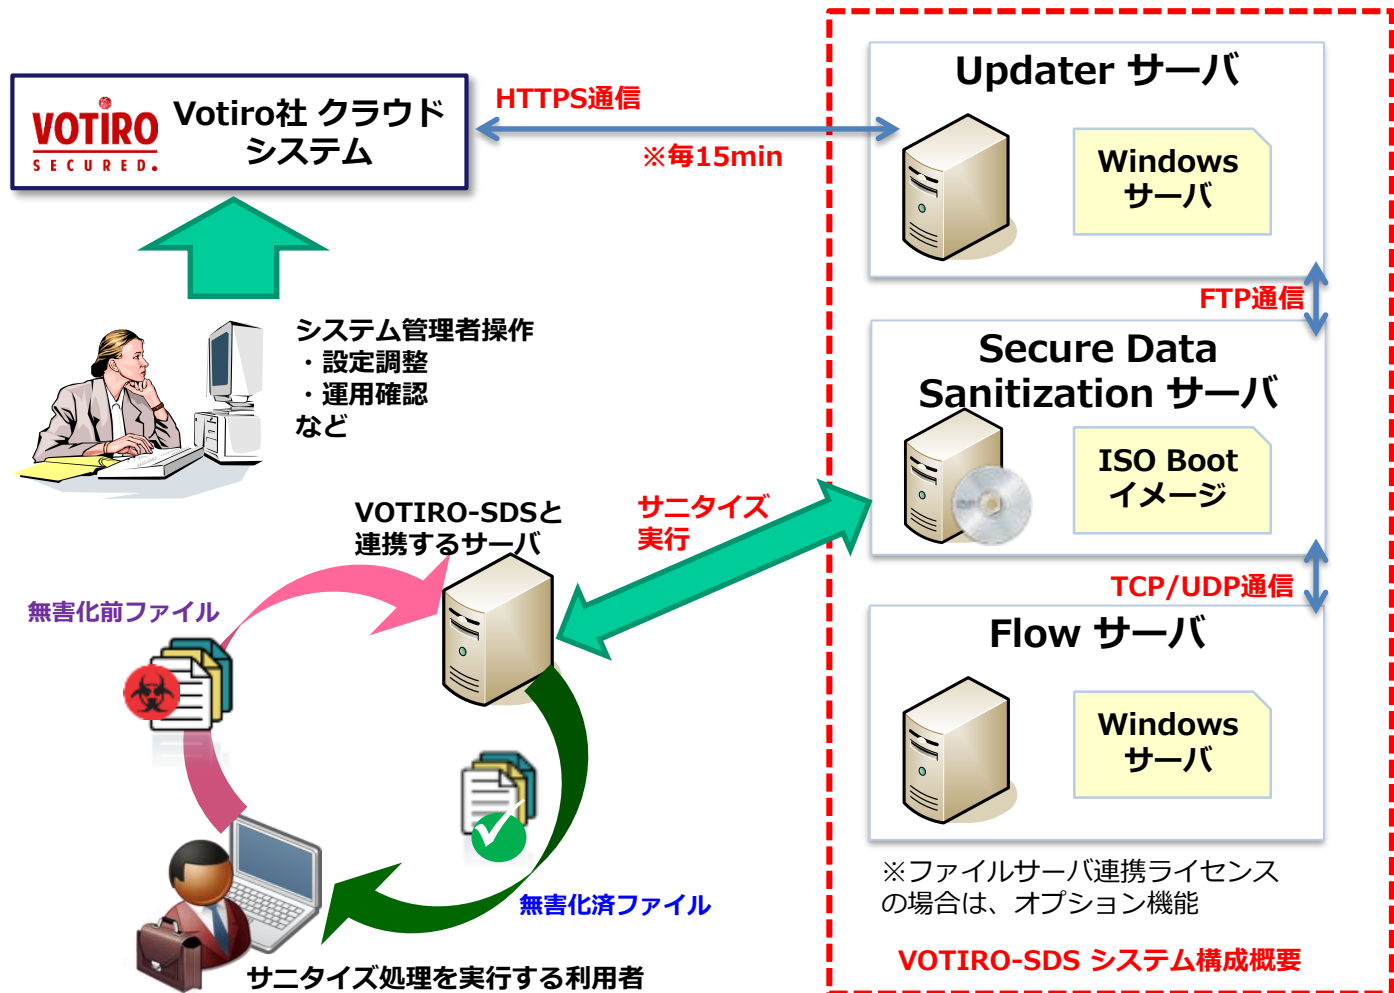 VOTIRO
SECURED.
Votiro社 クラウド
システム
HTTPS通信
※毎15min
Updater サーバ
Windows
サーバ
FTP通信
システム管理者操作
・設定調整
・運用確認
など
Secure Data
Sanitization サーバ
ISO Boot
イメージ
サニタイズ
実行
VOTIRO-SDSと
連携するサーバ
TCP/UDP通信
無害化前ファイル
Flow サーバ
Windows
サーバ
無害化済ファイル
※ファイルサーバ連携ライセンス
の場合は、オプション機能
VOTIRO-SDS システム構成概要
サニタイズ処理を実行する利用者